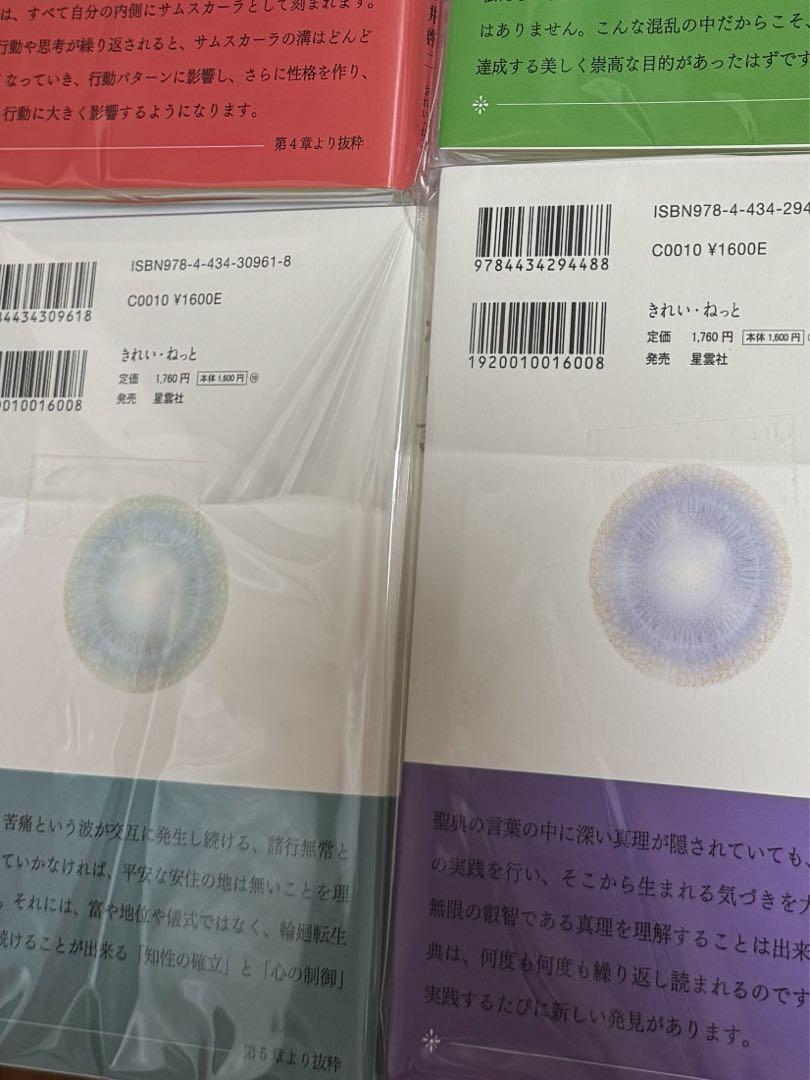 は、すべて自分の内側にサムスカーラとして刻まれます。
行動や思考が繰り返されると、サムスカーラの溝はどんど
なっていき、行動パターンに影響し、さらに性格を作り、
行動に大きく影響するようになります。
第4章より抜粋
はありません。こんな混乱の中だからこそ、
達成する美しく崇高な目的があったはずです
ISBN978-4-434-30961-8
C0010 ¥1600E
4434309618
きれい・ねっと
定価 1,760円 本体1,600円 ⑩
発売 星雲社
0010016008
苦痛という波が交互に発生し続ける、諸行無常と
ていかなければ、平安な安住の地は無いことを理
。それには、富や地位や儀式ではなく、輪廻転生
続けることが出来る「知性の確立」と「心の制御」
第5章より抜粋
ISBN978-4-434-294
C0010 ¥1600E
9784434294488
きれい・ねっと
定価 1,760円 本体1,600円
発売 星雲社
1920010016008
聖典の言葉の中に深い真理が隠されていても、
の実践を行い、そこから生まれる気づきを大
無限の叡智である真理を理解することは出来
典は、何度も何度も繰り返し読まれるのです
実践するたびに新しい発見があります。